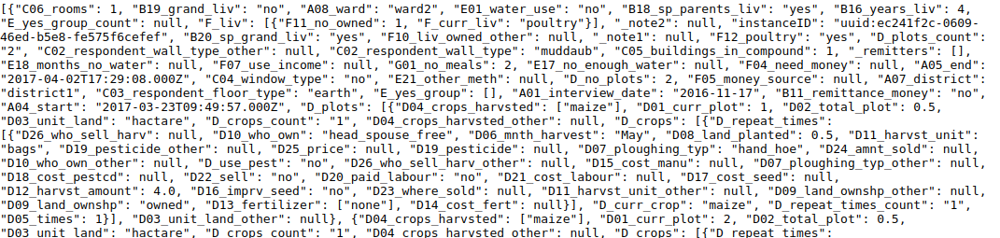 [{"C06_rooms": 1, "B19_grand_liv": "no", "A08_ward": "ward2", "E01_water_use": "no", "B18_sp_parents_liv": "yes", "B16_years_liv": 4,
"E_yes_group_count": null, "F_liv": [{"F11_no_owned": 1, "F_curr_liv": "poultry"}], "_note2": null, "instanceID": "uuid:ec241f2c-0609-
46ed-b5e8-fe575f6cefef", "B20_sp_grand_liv": "yes", "F10_liv_owned_other": null, "_note1": null, "F12_poultry": "yes", "D_plots_count":
"2", "C02_respondent_wall_type_other": null, "C02_respondent_wall_type": "muddaub", "C05_buildings_in_compound": 1, "_remitters": [],
"E18_months_no_water": null, "F07_use_income": null, "G01_no_meals": 2, "E17_no_enough_water": null, "F04_need_money": null, "A05_end":
"2017-04-02T17:29:08.000Z", "C04_window_type": "no", "E21_other_meth": null, "D_no_plots": 2, "F05_money_source": null, "A07_district":
"district1", "C03_respondent_floor_type": "earth", "E_yes_group": [], "A01_interview_date": "2016-11-17", "B11_remittance_money": "no",
"A04_start": "2017-03-23T09:49:57.000Z", "D_plots": [{"D04_crops_harvsted": ["maize"], "D01_curr_plot": 1, "D02_total_plot": 0.5,
"D03_unit_land": "hactare", "D_crops_count": "1", "D04_crops_harvsted_other": null, "D_crops": [{"D_repeat_times":
[{"D26_who_sell_harv": null, "D10_who_own": "head_spouse_free", "D06_mnth_harvest": "May", "D08_land_planted": 0.5, "D11_harvst_unit":
"bags", "D19_pesticide_other": null, "D25_price": null, "D19_pesticide": null, "D07_ploughing_typ": "hand_hoe", "D24_amnt_sold": null,
"D10_who_own_other": null, "D_use_pest": "no", "D26_who_sell_harv_other": null, "D15_cost_manu": null, "D07_ploughing_typ_other": null,
"D18_cost_pestcd": null, "D22_sell": "no", "D20_paid_labour": "no", "D21_cost_labour": null, "D17_cost_seed": null,
"D12_harvst_amount": 4.0, "D16_imprv_seed": "no", "D23_where_sold": null, "D11_harvst_unit_other": null, "D09_land_ownshp_other": null,
"D09_land_ownshp": "owned", "D13_fertilizer": ["none"], "D14_cost_fert": null}], "D_curr_crop": "maize", "D_repeat_times_count": "1",
"D05_times": 1}], "D03_unit_land_other": null}, {"D04_crops_harvsted": ["maize"], "D01_curr_plot": 2, "D02_total_plot": 0.5,
"D03_unit_land": "hactare", "D_crops_count": "1", "D04_crops_harvsted_other": null, "D_crops": [{"D_repeat_times":